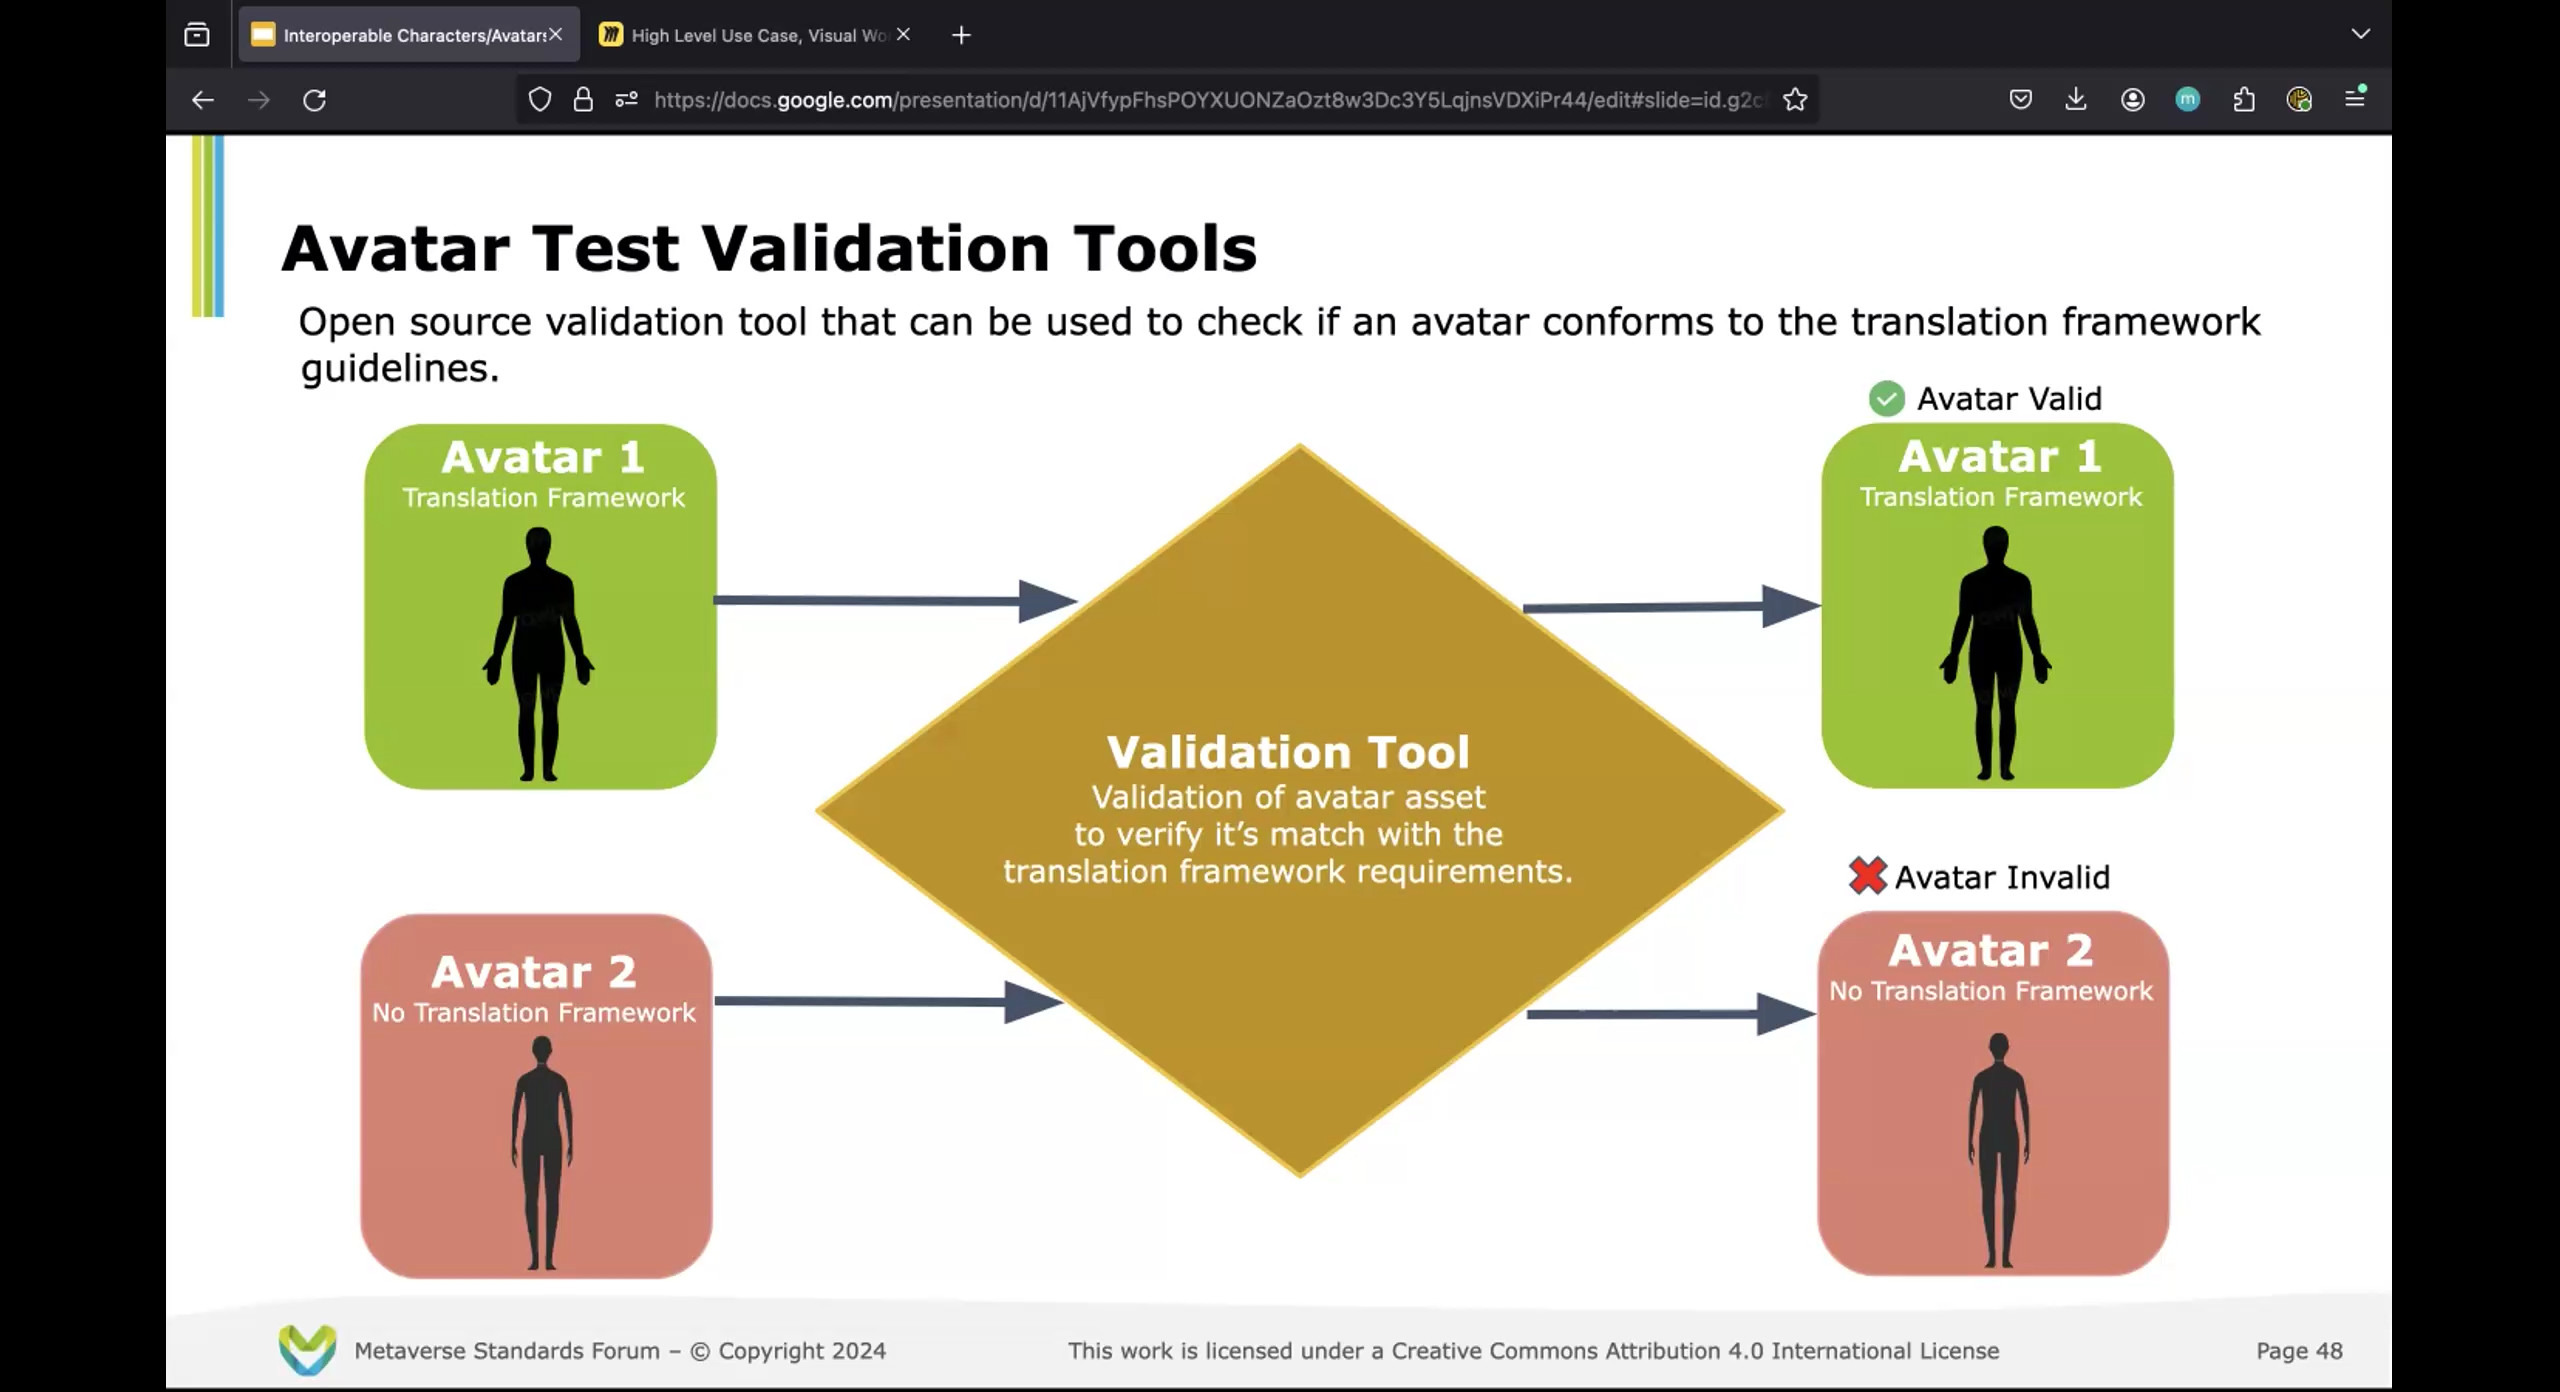 Interoperable Characters/Avatars
High Level Use Case, Visual Wo
https://docs.google.com/presentation/d/11AjVfypFhsPOYXUONZaOzt8w3Dc3Y5LqjnsVDXiPr44/edit#slide=id.g2c
m
Avatar Test Validation Tools
Open source validation tool that can be used to check if an avatar conforms to the translation framework
guidelines.
Avatar Valid
Avatar 1
Translation Framework
Avatar 1
Translation Framework
Validation Tool
Validation of avatar asset
to verify it’s match with the
translation framework requirements.
Avatar Invalid
Avatar 2
No Translation Framework
Avatar 2
No Translation Framework
Metaverse Standards Forum – © Copyright 2024
This work is licensed under a Creative Commons Attribution 4.0 International License
Page 48